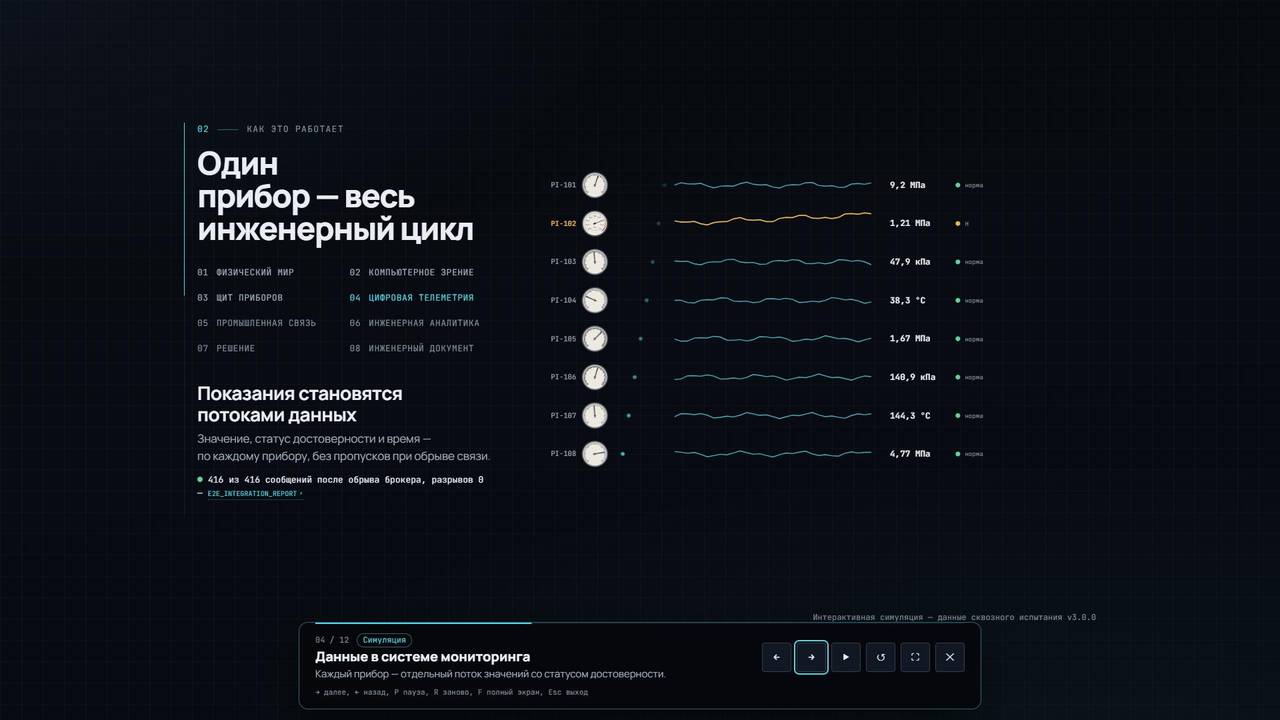 02 КАК ЭТО РАБОТАЕТ
Один
прибор — весь
инженерный цикл
01 ФИЗИЧЕСКИЙ МИР
02 КОМПЬЮТЕРНОЕ ЗРЕНИЕ
03 ЩИТ ПРИБОРОВ
04 ЦИФРОВАЯ ТЕЛЕМЕТРИЯ
05 ПРОМЫШЛЕННАЯ СВЯЗЬ
06 ИНЖЕНЕРНАЯ АНАЛИТИКА
07 РЕШЕНИЕ
08 ИНЖЕНЕРНЫЙ ДОКУМЕНТ
Показания становятся
потоками данных
Значение, статус достоверности и время —
по каждому прибору, без пропусков при обрыве связи.
416 из 416 сообщений после обрыва брокера, разрывов 0
— E2E_INTEGRATION_REPORT
PI-101 9,2 МПа норма
PI-102 1,21 МПа H
PI-103 47,9 кПа норма
PI-104 38,3 °C норма
PI-105 1,67 МПа норма
PI-106 140,9 кПа норма
PI-107 144,3 °C норма
PI-108 4,77 МПа норма
Интерактивная симуляция — данные сквозного испытания v3.0.0
04 / 12 Симуляция
Данные в системе мониторинга
Каждый прибор — отдельный поток значений со статусом достоверности.
→ далее, ← назад, P пауза, R заново, F полный экран, Esc выход